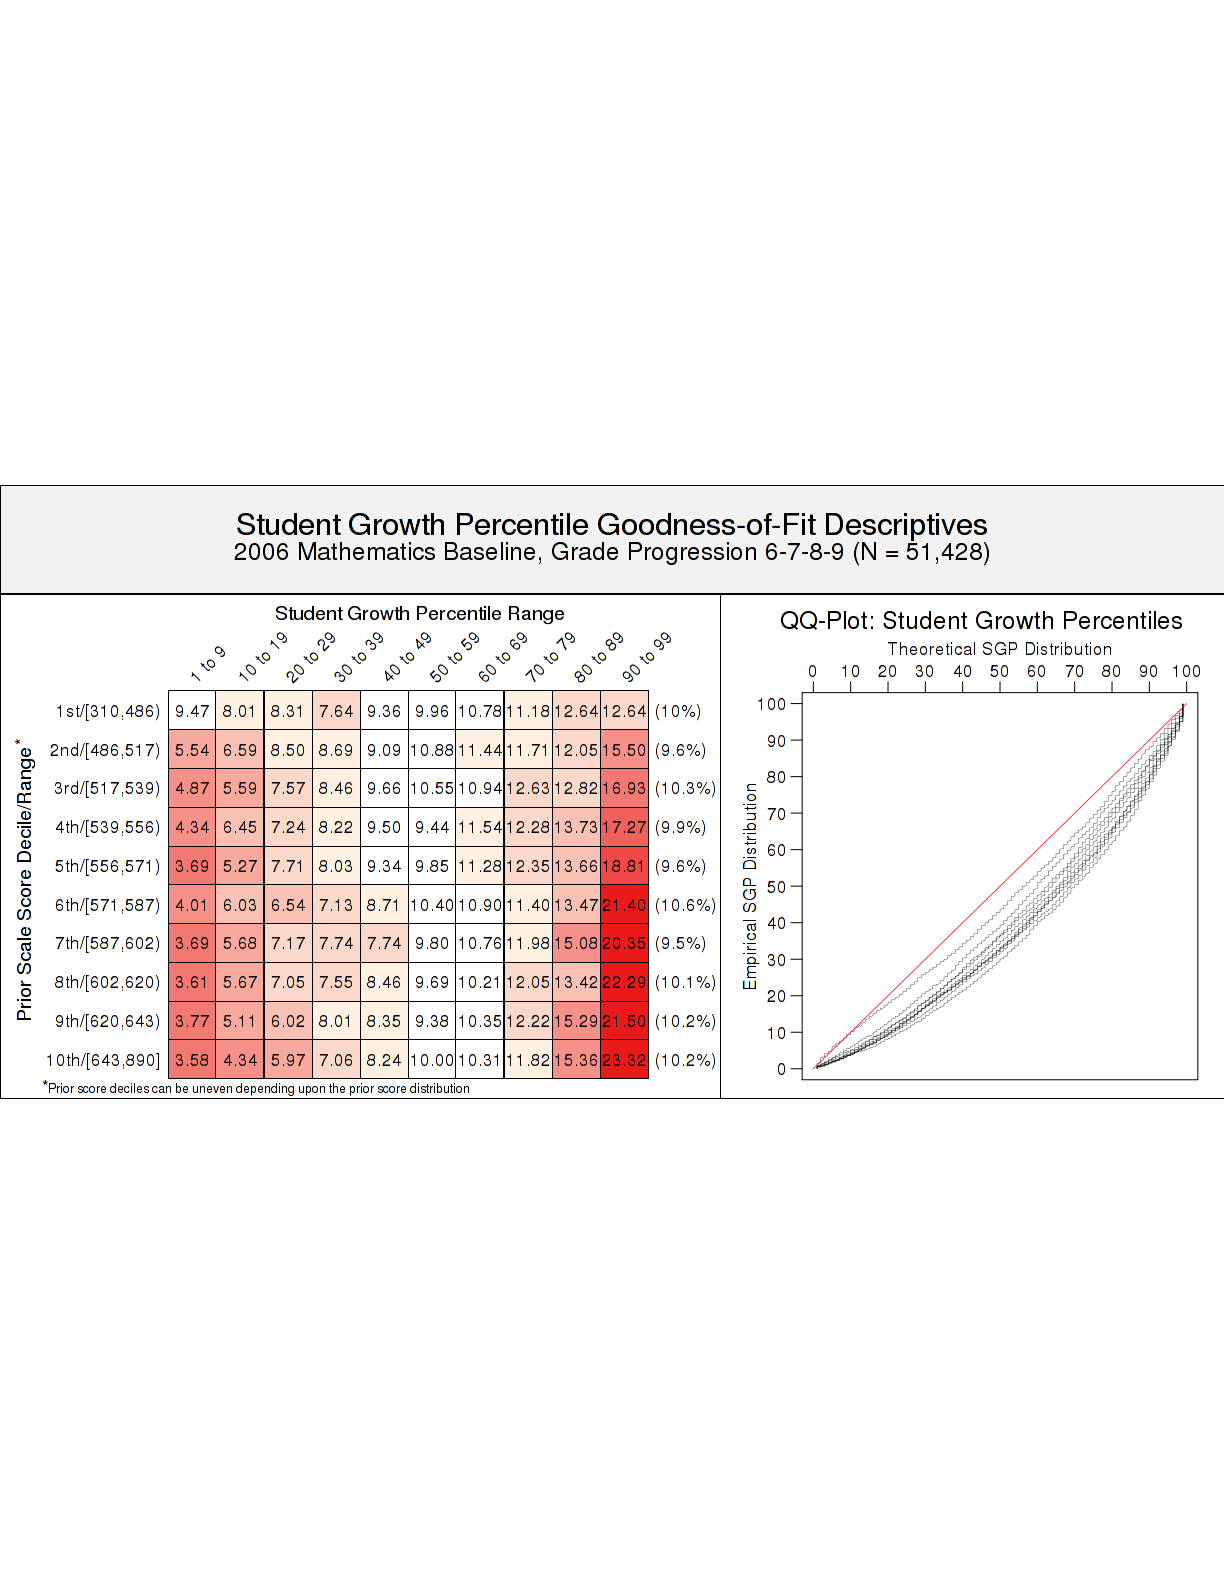 Student Growth Percentile Goodness-of-Fit Descriptives
2006 Mathematics Baseline, Grade Progression 6-7-8-9 (N = 51,428)
Student Growth Percentile Range
1 to 9 10 to 19 20 to 29 30 to 39 40 to 49 50 to 59 60 to 69 70 to 79 80 to 89 90 to 99
Prior Scale Score Decile/Range*
1st/[310,486) 9.47 8.01 8.31 7.64 9.36 9.96 10.78 11.18 12.64 12.64 (10%)
2nd/[486,517) 5.54 6.59 8.50 8.69 9.09 10.88 11.44 11.71 12.05 15.50 (9.6%)
3rd/[517,539) 4.87 5.59 7.57 8.46 9.66 10.55 10.94 12.63 12.82 16.93 (10.3%)
4th/[539,556) 4.34 6.45 7.24 8.22 9.50 9.44 11.54 12.28 13.73 17.27 (9.9%)
5th/[556,571) 3.69 5.27 7.71 8.03 9.34 9.85 11.28 12.35 13.66 18.81 (9.6%)
6th/[571,587) 4.01 6.03 6.54 7.13 8.71 10.40 10.90 11.40 13.47 21.40 (10.6%)
7th/[587,602) 3.69 5.68 7.17 7.74 7.74 9.80 10.76 11.98 15.08 20.35 (9.5%)
8th/[602,620) 3.61 5.67 7.05 7.55 8.46 9.69 10.21 12.05 13.42 22.29 (10.1%)
9th/[620,643) 3.77 5.11 6.02 8.01 8.35 9.38 10.35 12.22 15.29 21.50 (10.2%)
10th/[643,890] 3.58 4.34 5.97 7.06 8.24 10.00 10.31 11.82 15.36 23.32 (10.2%)
*Prior score deciles can be uneven depending upon the prior score distribution
QQ-Plot: Student Growth Percentiles
Theoretical SGP Distribution
0 10 20 30 40 50 60 70 80 90 100
Empirical SGP Distribution
100
90
80
70
60
50
40
30
20
10
0